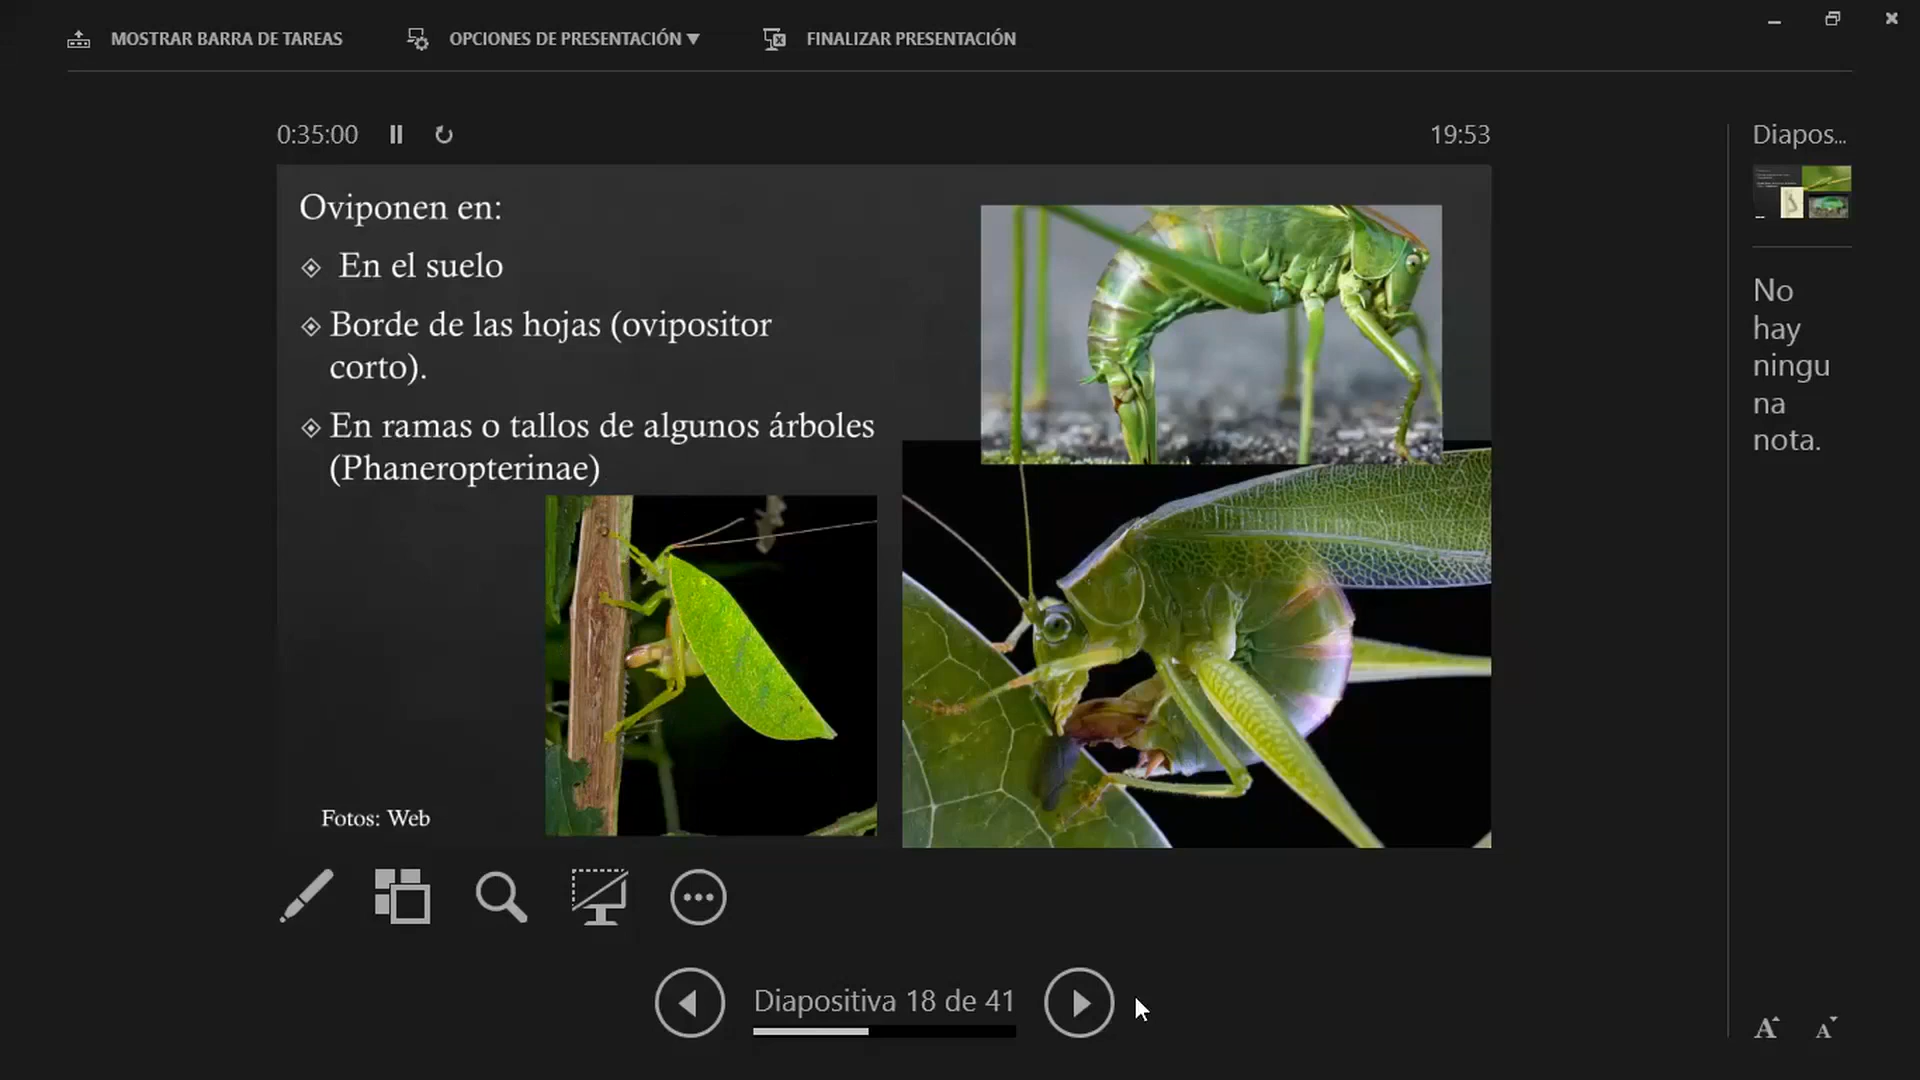 MOSTRAR BARRA DE TAREAS
OPCIONES DE PRESENTACIÓN
FINALIZAR PRESENTACIÓN
0:35:00
19:53
Diapos...
Oviponen en:
En el suelo
Borde de las hojas (ovipositor
corto).
En ramas o tallos de algunos árboles
(Phaneropterinae)
Fotos: Web
No
hay
ningu
na
nota.
Diapositiva 18 de 41
A A